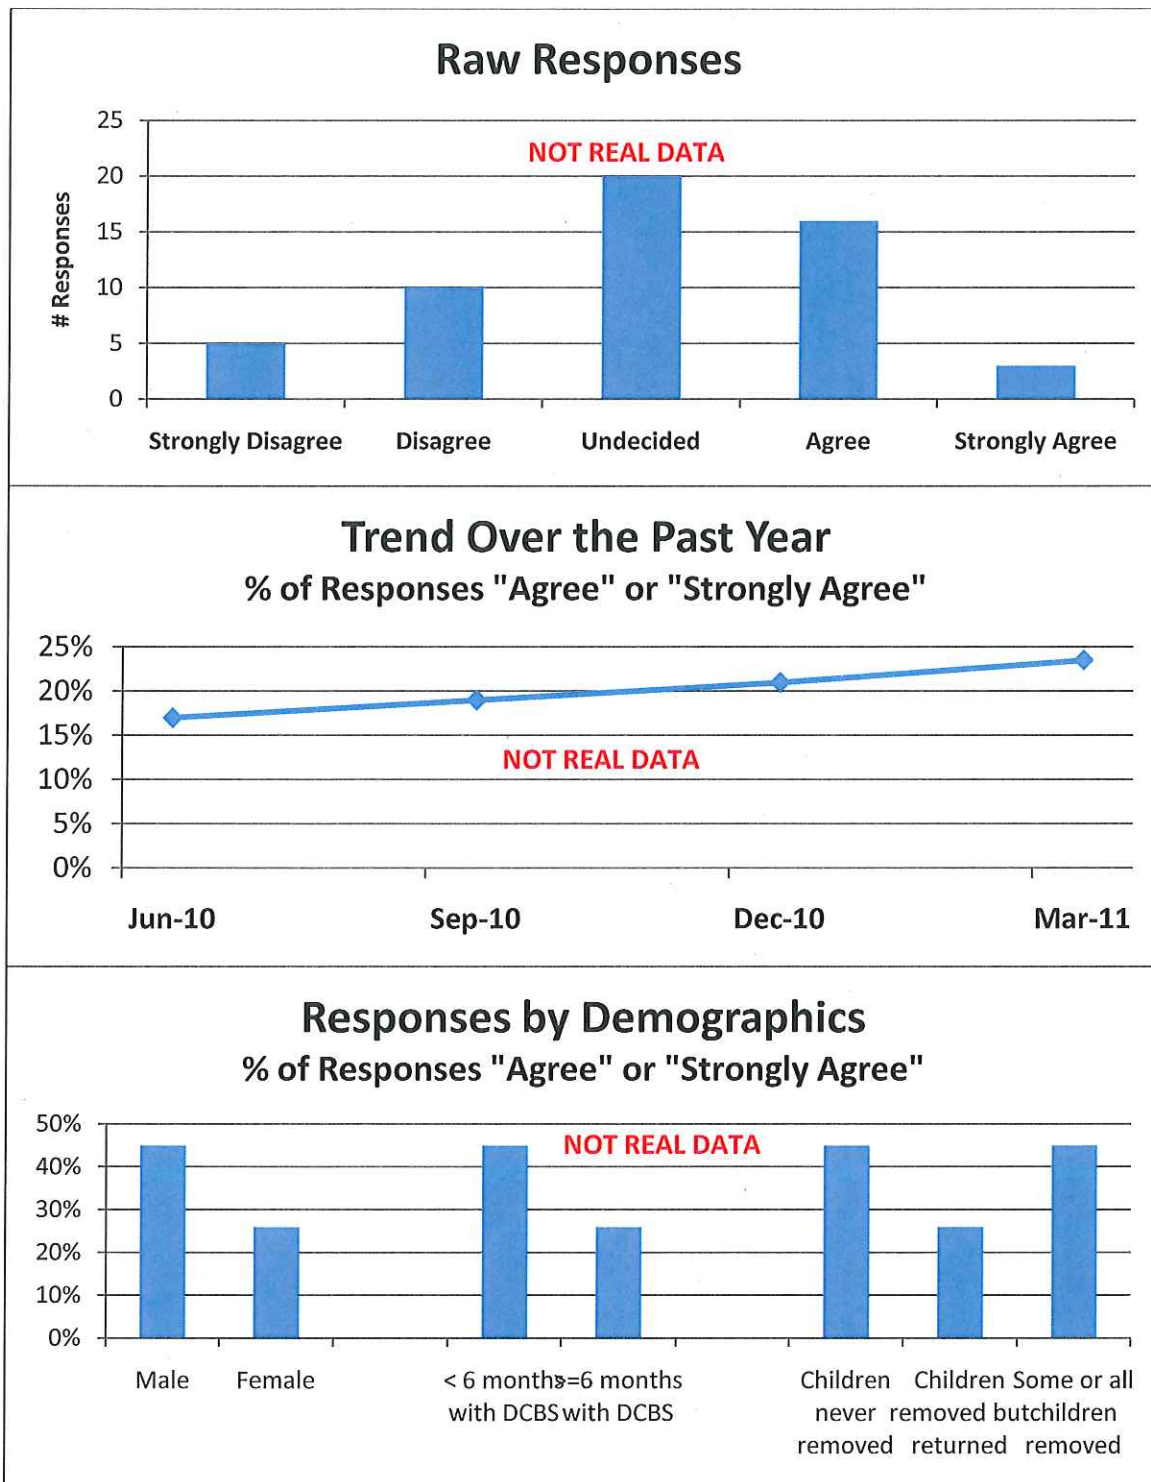 Raw Responses
25
NOT REAL DATA
20
15
10
5
0
# Responses
Strongly Disagree Disagree Undecided Agree Strongly Agree
Trend Over the Past Year
% of Responses "Agree" or "Strongly Agree"
25%
20%
15%
NOT REAL DATA
10%
5%
0%
Jun-10 Sep-10 Dec-10 Mar-11
Responses by Demographics
% of Responses "Agree" or "Strongly Agree"
50%
NOT REAL DATA
40%
30%
20%
10%
0%
Male Female < 6 months >=6 months Children Children Some or all
with DCBS with DCBS never removed but children
removed returned removed